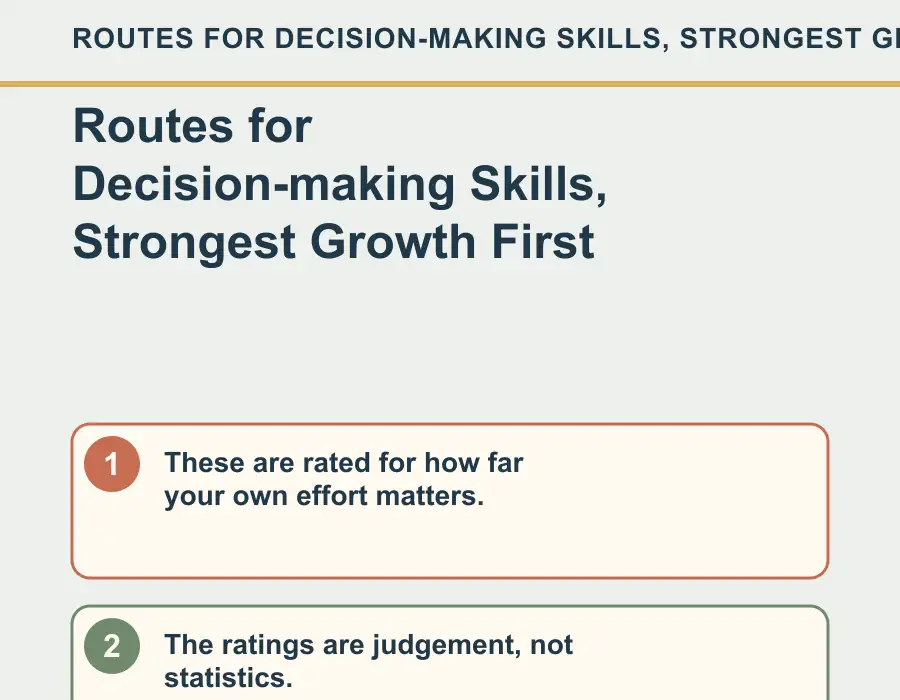 ROUTES FOR DECISION-MAKING SKILLS, STRONGEST
Routes for
Decision-making Skills,
Strongest Growth First
1
These are rated for how far
your own effort matters.
2
The ratings are judgement, not
statistics.